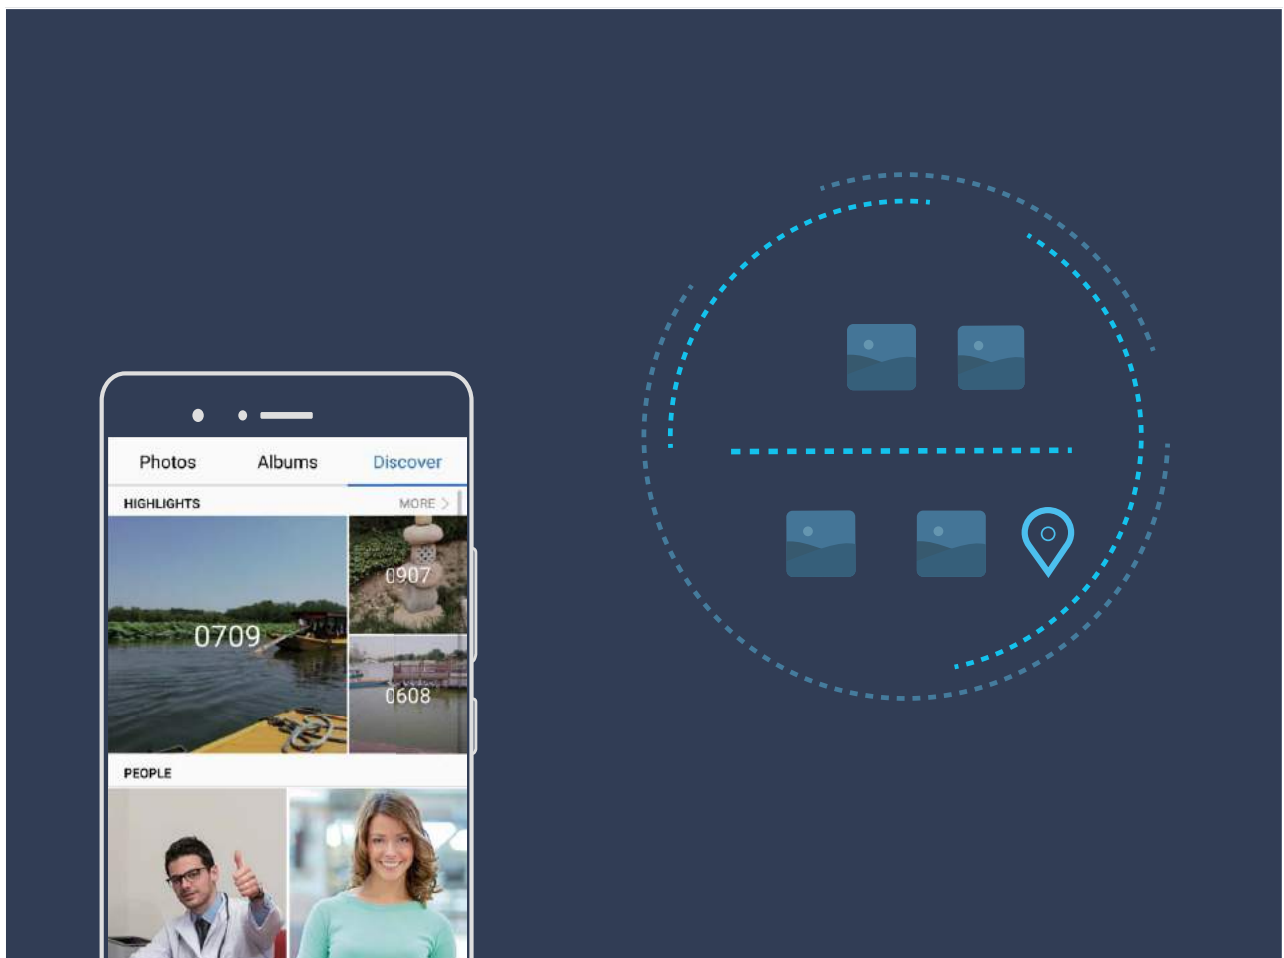 Photos Albums Discover
HIGHLIGHTS MORE >
0907
0709
0608
PEOPLE